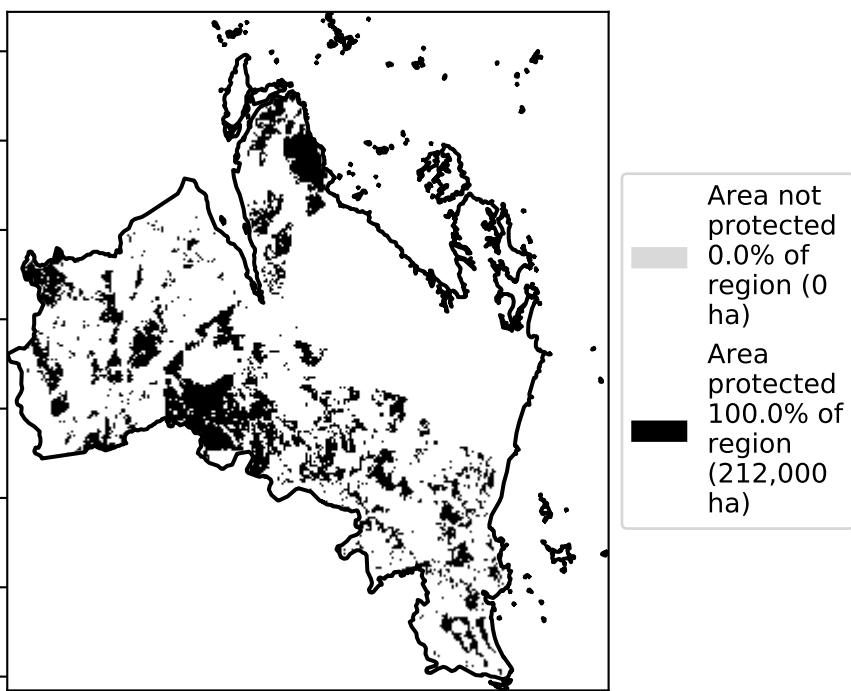 Area not
protected
0.0% of
region (0
ha)
Area
protected
100.0% of
region
(212,000
ha)